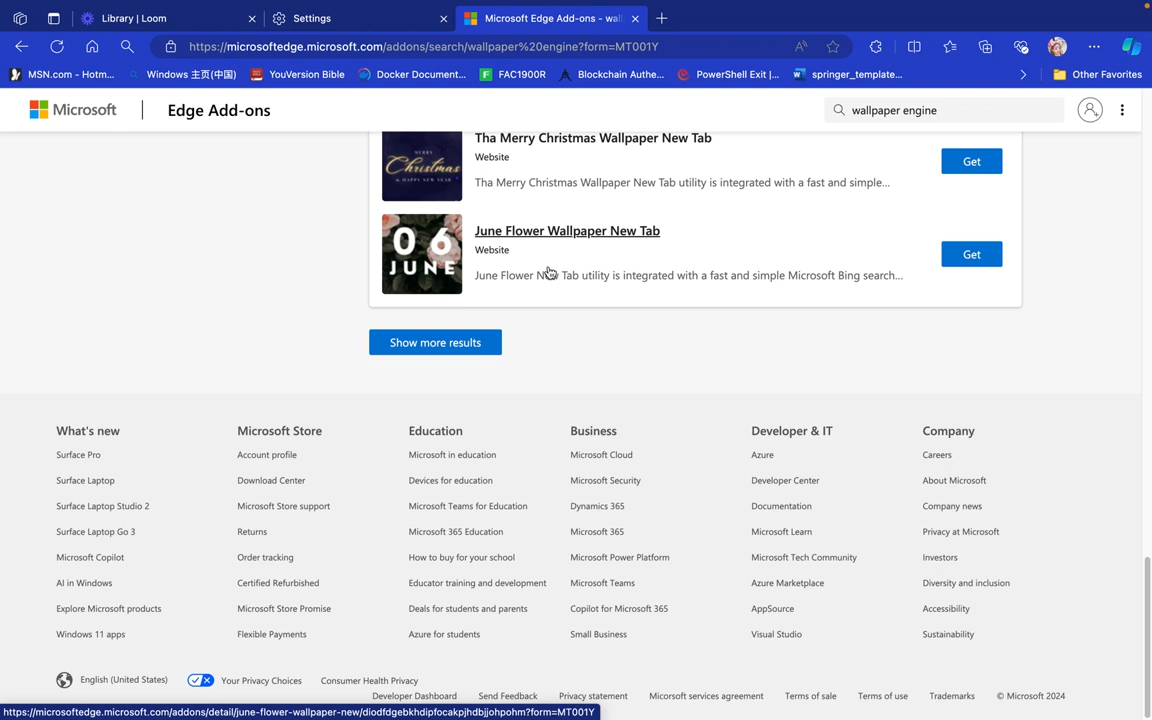 Library | Loom
Settings
Microsoft Edge Add-ons - wal
https://microsoftedge.microsoft.com/addons/search/wallpaper%20engine?form=MT001Y
MSN.com - Hotm...
Windows 主页(中国)
YouVersion Bible
Docker Document...
FAC1900R
Blockchain Authe...
PowerShell Exit |...
springer_template...
Other Favorites
Microsoft
Edge Add-ons
wallpaper engine
MERRY
Christmas
& HAPPY NEW YEAR
Tha Merry Christmas Wallpaper New Tab
Website
Tha Merry Christmas Wallpaper New Tab utility is integrated with a fast and simple...
Get
06
JUNE
June Flower Wallpaper New Tab
Website
June Flower New Tab utility is integrated with a fast and simple Microsoft Bing search...
Get
Show more results
What's new
Surface Pro
Surface Laptop
Surface Laptop Studio 2
Surface Laptop Go 3
Microsoft Copilot
AI in Windows
Explore Microsoft products
Windows 11 apps
Microsoft Store
Account profile
Download Center
Microsoft Store support
Returns
Order tracking
Certified Refurbished
Microsoft Store Promise
Flexible Payments
Education
Microsoft in education
Devices for education
Microsoft Teams for Education
Microsoft 365 Education
How to buy for your school
Educator training and development
Deals for students and parents
Azure for students
Business
Microsoft Cloud
Microsoft Security
Dynamics 365
Microsoft 365
Microsoft Power Platform
Microsoft Teams
Copilot for Microsoft 365
Small Business
Developer & IT
Azure
Developer Center
Documentation
Microsoft Learn
Microsoft Tech Community
Azure Marketplace
AppSource
Visual Studio
Company
Careers
About Microsoft
Company news
Privacy at Microsoft
Investors
Diversity and inclusion
Accessibility
Sustainability
English (United States)
Your Privacy Choices
Consumer Health Privacy
Developer Dashboard
Send Feedback
Privacy statement
Micorsoft services agreement
Terms of sale
Terms of use
Trademarks
© Microsoft 2024
https://microsoftedge.microsoft.com/addons/detail/june-flower-wallpaper-new/diodfdgebkhdipfocakpjhdbjjohpohm?form=MT001Y